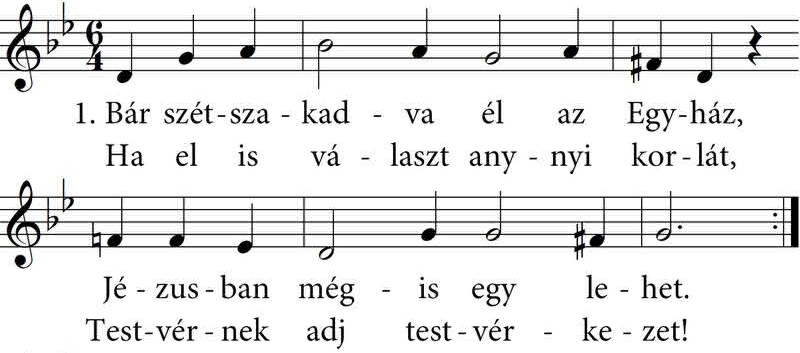 6
4
1. Bár szét-sza - kad - va él az Egy-ház,
Ha el is vá - laszt any - nyi kor - lát,
Jé - zus - ban még - is egy le - het.
Test-vér - nek adj test - vér - ke - zet!